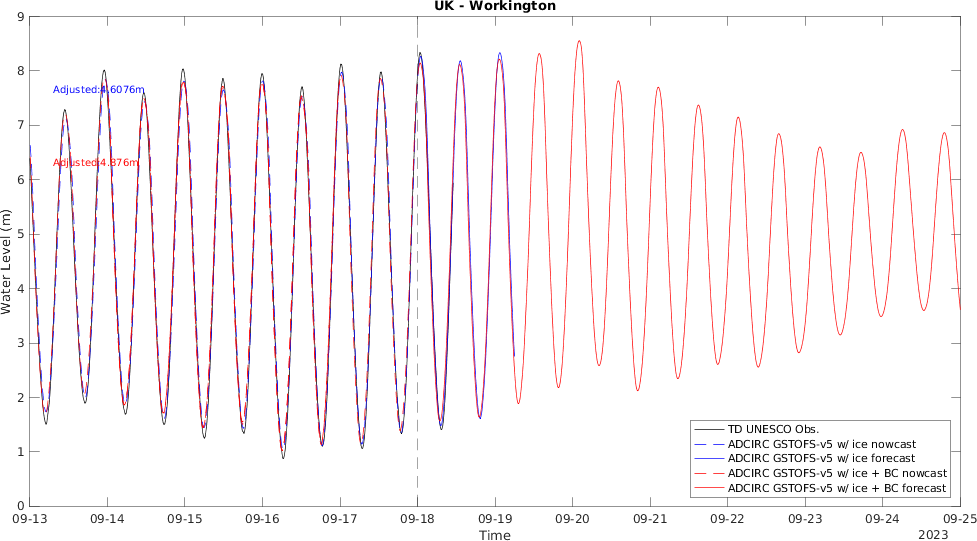 UK - Workington
9
8
7
6
5
4
3
2
1
0
Water Level (m)
Adjusted:4.6076m
Adjusted:4.876m
TD UNESCO Obs.
ADCIRC GSTOFS-v5 w/ ice nowcast
ADCIRC GSTOFS-v5 w/ ice forecast
ADCIRC GSTOFS-v5 w/ ice + BC nowcast
ADCIRC GSTOFS-v5 w/ ice + BC forecast
09-13 09-14 09-15 09-16 09-17 09-18 09-19 09-20 09-21 09-22 09-23 09-24 09-25
Time
2023